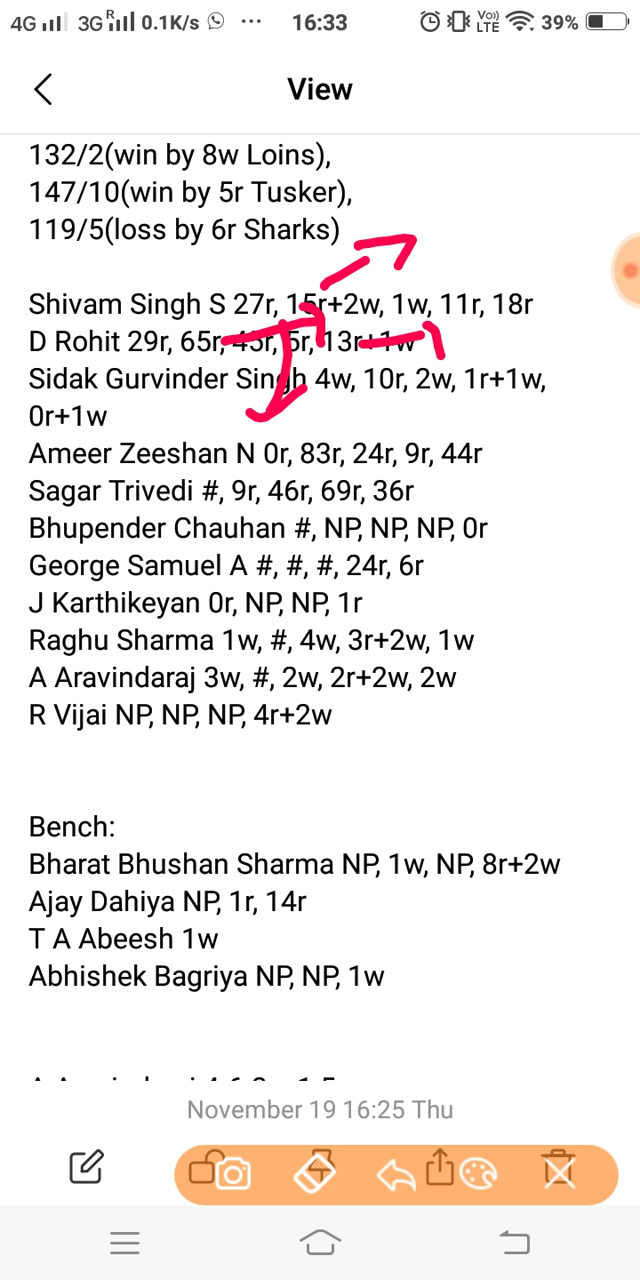 4G 3G R 0.1K/s ... 16:33 Vo)) LTE 39%
View
132/2(win by 8w Loins),
147/10(win by 5r Tusker),
119/5(loss by 6r Sharks)
Shivam Singh S 27r, 15r+2w, 1w, 11r, 18r
D Rohit 29r, 65r, 45r, 5r, 13r+1w
Sidak Gurvinder Singh 4w, 10r, 2w, 1r+1w,
0r+1w
Ameer Zeeshan N 0r, 83r, 24r, 9r, 44r
Sagar Trivedi #, 9r, 46r, 69r, 36r
Bhupender Chauhan #, NP, NP, NP, 0r
George Samuel A #, #, #, 24r, 6r
J Karthikeyan 0r, NP, NP, 1r
Raghu Sharma 1w, #, 4w, 3r+2w, 1w
A Aravindaraj 3w, #, 2w, 2r+2w, 2w
R Vijai NP, NP, NP, 4r+2w
Bench:
Bharat Bhushan Sharma NP, 1w, NP, 8r+2w
Ajay Dahiya NP, 1r, 14r
T A Abeesh 1w
Abhishek Bagriya NP, NP, 1w
November 19 16:25 Thu